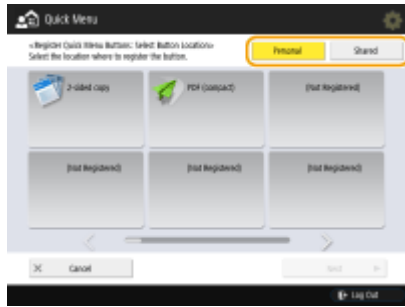 Quick Menu
<Register Quick Menu Buttons: Select Button Location>
Select the location where to register the button.
Personal
Shared
2-sided copy
PDF (compact)
(Not Registered)
(Not Registered)
(Not Registered)
(Not Registered)
Cancel
Next
Log Out